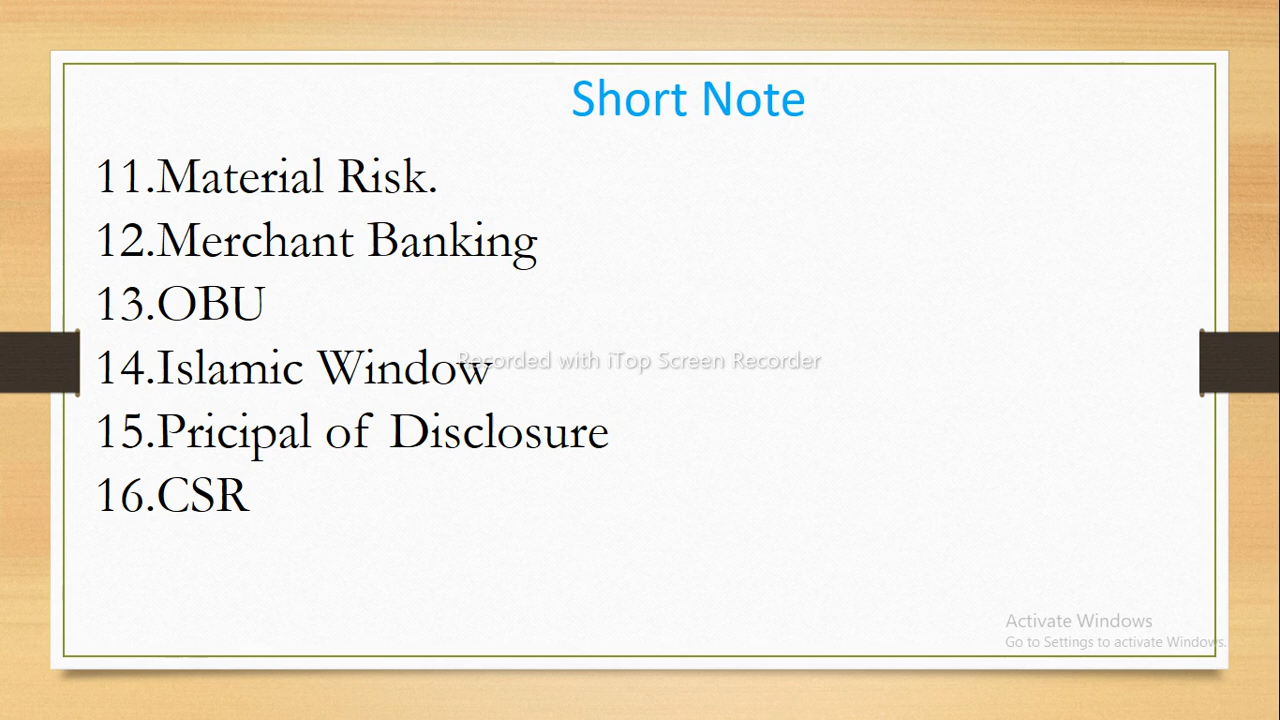 Short Note
11.Material Risk.
12.Merchant Banking
13.OBU
14.Islamic Window
Recorded with iTop Screen Recorder
15.Pricipal of Disclosure
16.CSR
Activate Windows
Go to Settings to activate Windows.